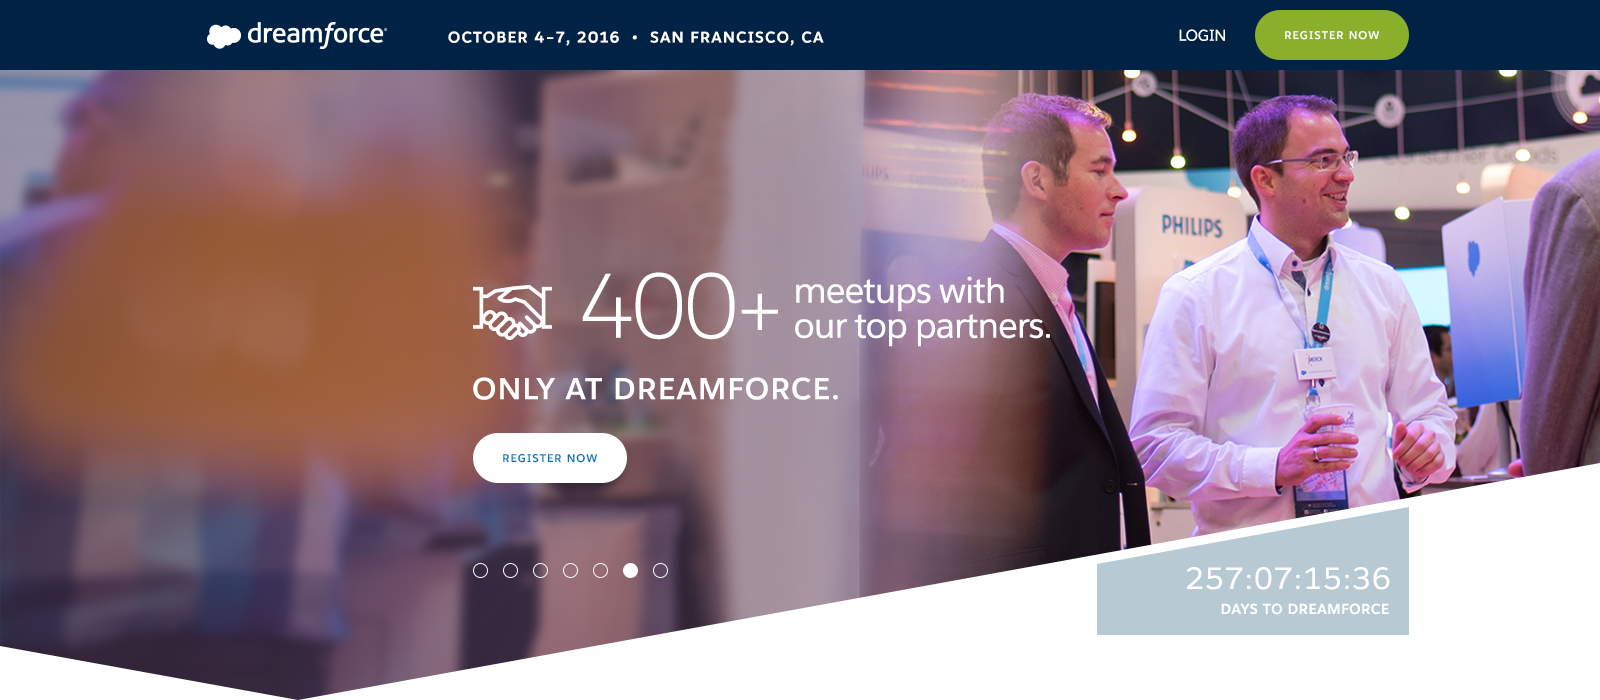 dreamforce
OCTOBER 4-7, 2016 • SAN FRANCISCO, CA
LOGIN
REGISTER NOW
PHILIPS
400+
meetups with
our top partners.
ONLY AT DREAMFORCE.
REGISTER NOW
257:07:15:36
DAYS TO DREAMFORCE